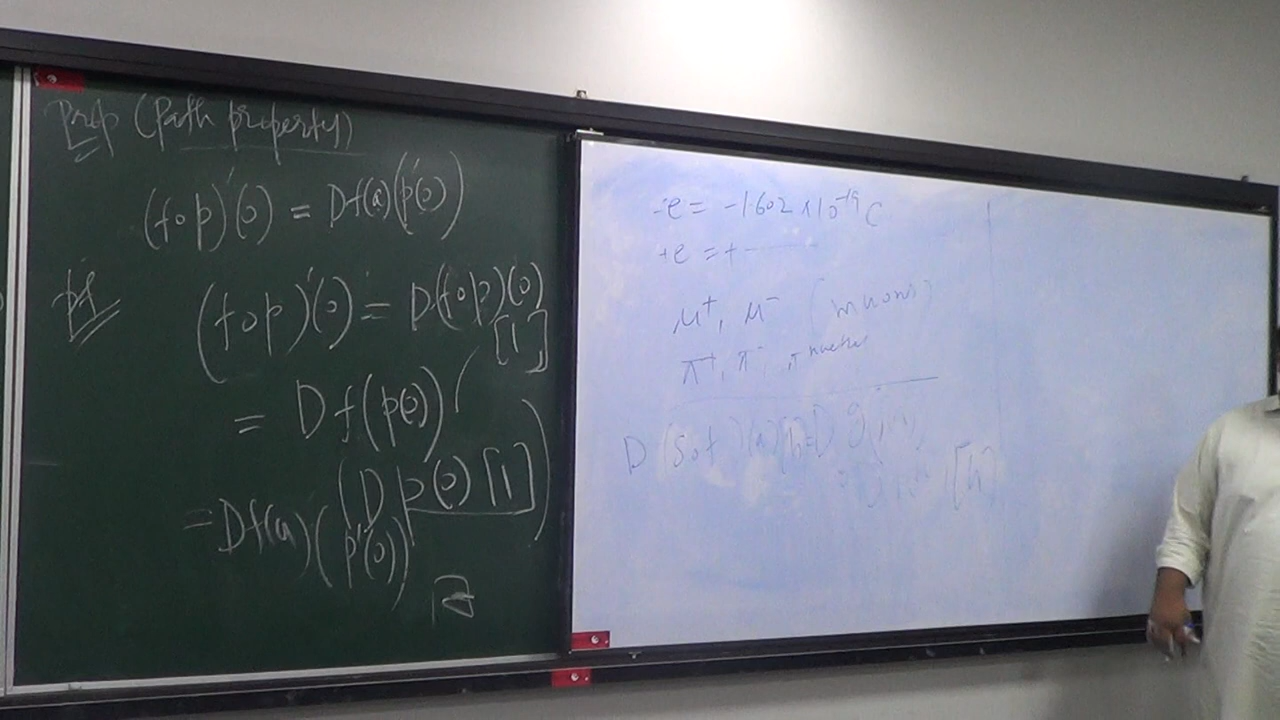 Prop (Path property)
(f o p)'(0) = Df(a)(p'(0))
pf (f o p)'(0) = D(f o p)(0)
[1]
= Df(p(0)) (
(D p(0) [1])
= Df(a)(p'(0))
-e = -1.602 x 10^-19 C
+e = +
μ+, μ- (muons)
π+, π-, π
D (g o f)(a)[h] = D g(
[h]